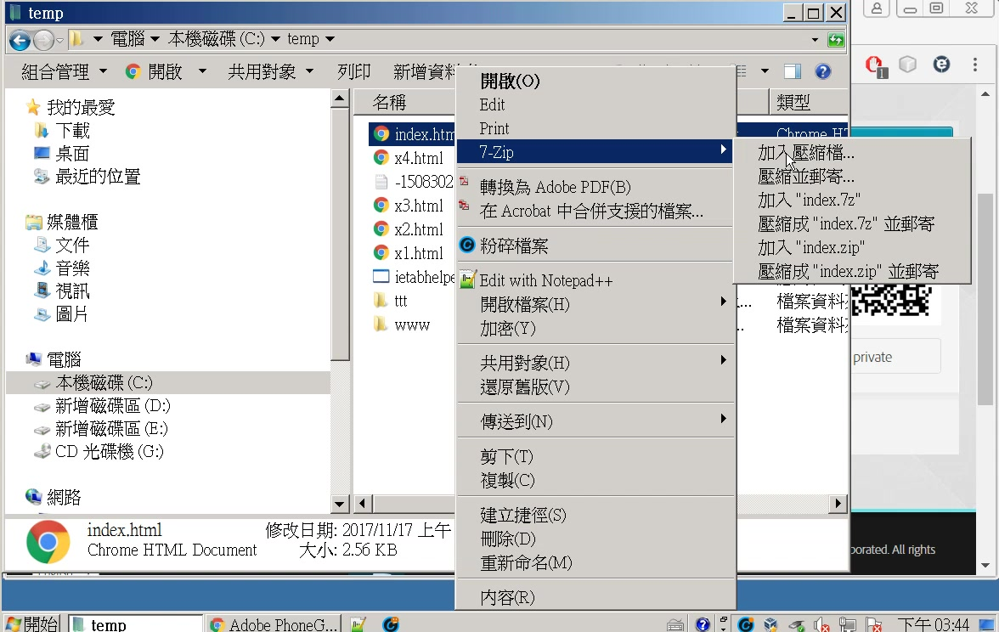 temp
電腦 本機磁碟 (C:) temp
組合管理 開啟 共用對象 列印 新增資料
名稱 類型
我的最愛
下載
桌面
最近的位置
媒體櫃
文件
音樂
視訊
圖片
電腦
本機磁碟 (C:)
新增磁碟區 (D:)
新增磁碟區 (E:)
CD 光碟機 (G:)
網路
index.htm
x4.html
-1508302
x3.html
x2.html
x1.html
ietabhelpe
ttt
www
Chrome HT
檔案資料
檔案資料
開啟(O)
Edit
Print
7-Zip
轉換為 Adobe PDF(B)
在 Acrobat 中合併支援的檔案...
粉碎檔案
Edit with Notepad++
開啟檔案(H)
加密(Y)
共用對象(H)
還原舊版(V)
傳送到(N)
剪下(T)
複製(C)
建立捷徑(S)
刪除(D)
重新命名(M)
內容(R)
加入壓縮檔...
壓縮並郵寄...
加入 "index.7z"
壓縮成 "index.7z" 並郵寄
加入 "index.zip"
壓縮成 "index.zip" 並郵寄
1
private
porated. All rights
index.html 修改日期: 2017/11/17 上午
Chrome HTML Document 大小: 2.56 KB
開始 temp Adobe PhoneG... 下午 03:44